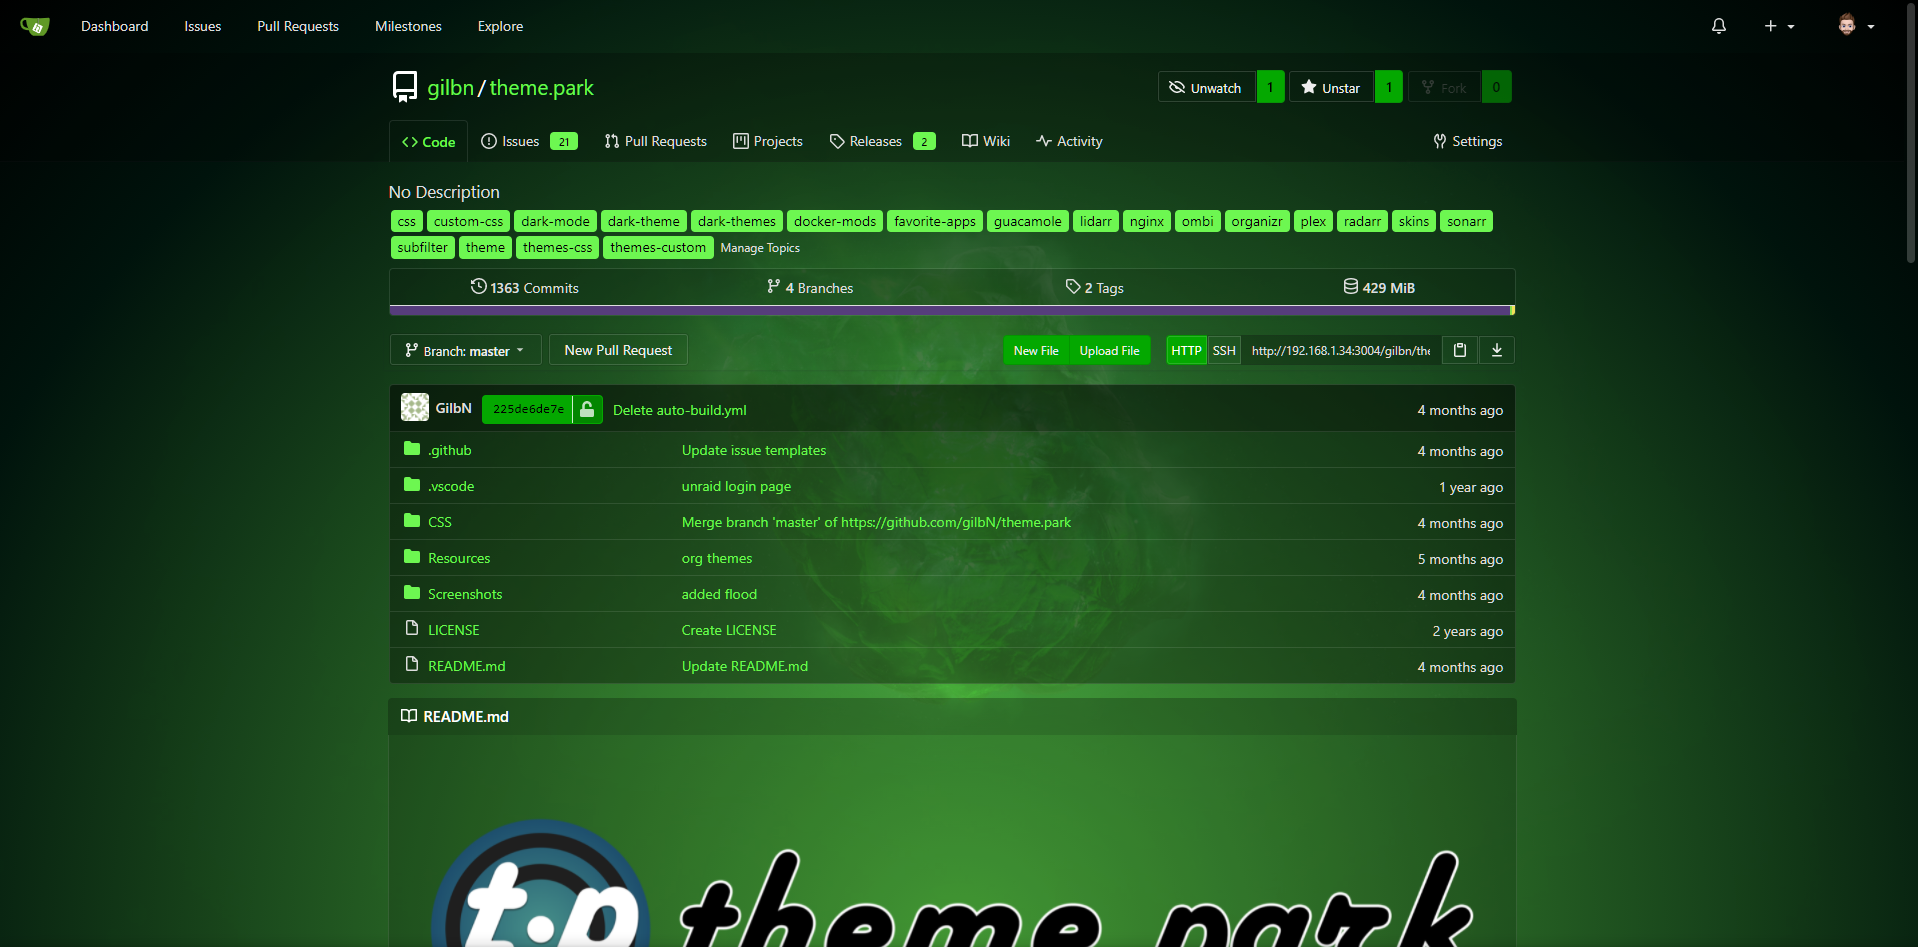 Dashboard Issues Pull Requests Milestones Explore
gilbn / theme.park Unwatch 1 Unstar 1 Fork 0
Code Issues 21 Pull Requests Projects Releases 2 Wiki Activity Settings
No Description
css custom-css dark-mode dark-theme dark-themes docker-mods favorite-apps guacamole lidarr nginx ombi organizr plex radarr skins sonarr
subfilter theme themes-css themes-custom Manage Topics
1363 Commits 4 Branches 2 Tags 429 MiB
Branch: master New Pull Request New File Upload File HTTP SSH http://192.168.1.34:3004/gilbn/the
GilbN 225de6de7e Delete auto-build.yml 4 months ago
.github Update issue templates 4 months ago
.vscode unraid login page 1 year ago
CSS Merge branch 'master' of https://github.com/gilbN/theme.park 4 months ago
Resources org themes 5 months ago
Screenshots added flood 4 months ago
LICENSE Create LICENSE 2 years ago
README.md Update README.md 4 months ago
README.md
t.p theme park